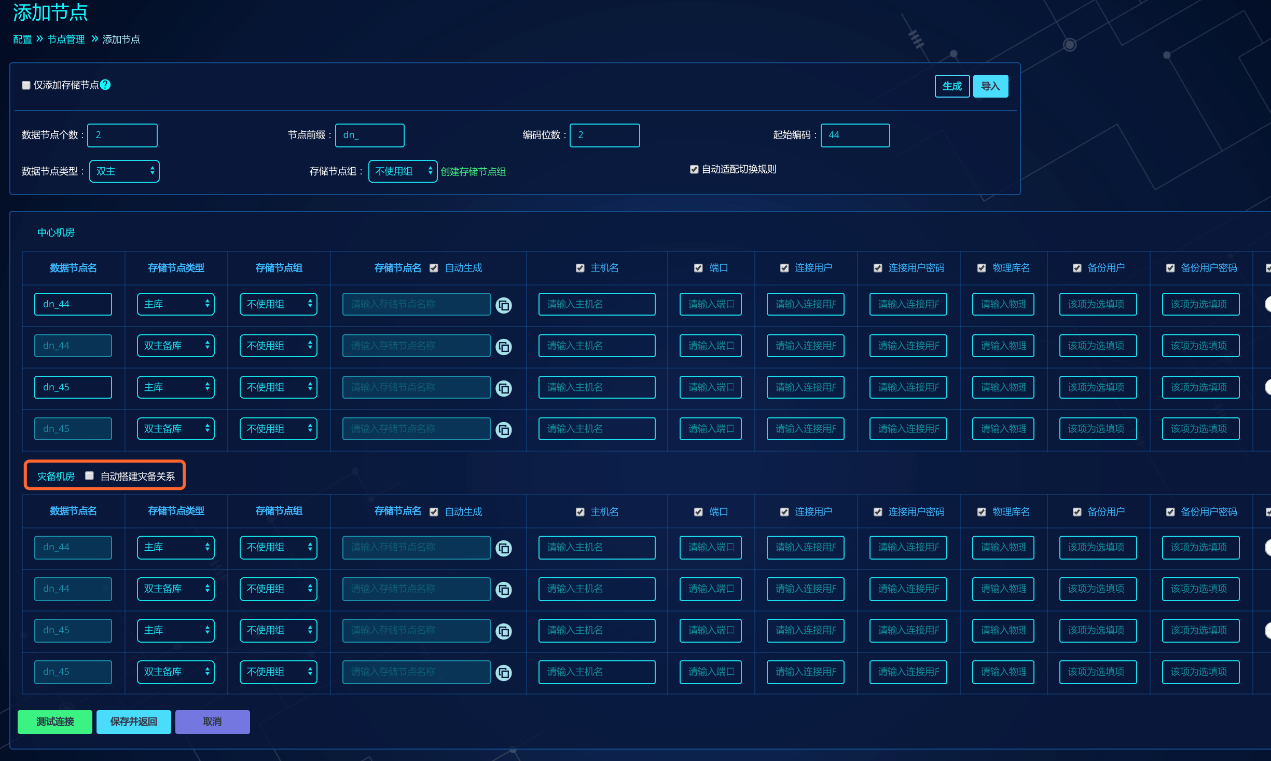 添加节点
配置 » 节点管理 » 添加节点
仅添加存储节点 ? 生成 导入
数据节点个数： 2 节点前缀： dn_ 编码位数： 2 起始编码： 44
数据节点类型： 双主 存储节点组： 不使用组 创建存储节点组 自动适配切换规则
中心机房
数据节点名 存储节点类型 存储节点组 存储节点名 自动生成 主机名 端口 连接用户 连接用户密码 物理库名 备份用户 备份用户密码
dn_44 主库 不使用组 请输入存储节点名称 请输入主机名 请输入端口 请输入连接用 请输入连接用 请输入物理 该项为选填项 该项为选填项
dn_44 双主备库 不使用组 请输入存储节点名称 请输入主机名 请输入端口 请输入连接用 请输入连接用 请输入物理 该项为选填项 该项为选填项
dn_45 主库 不使用组 请输入存储节点名称 请输入主机名 请输入端口 请输入连接用 请输入连接用 请输入物理 该项为选填项 该项为选填项
dn_45 双主备库 不使用组 请输入存储节点名称 请输入主机名 请输入端口 请输入连接用 请输入连接用 请输入物理 该项为选填项 该项为选填项
灾备机房 自动搭建灾备关系
数据节点名 存储节点类型 存储节点组 存储节点名 自动生成 主机名 端口 连接用户 连接用户密码 物理库名 备份用户 备份用户密码
dn_44 主库 不使用组 请输入存储节点名称 请输入主机名 请输入端口 请输入连接用 请输入连接用 请输入物理 该项为选填项 该项为选填项
dn_44 双主备库 不使用组 请输入存储节点名称 请输入主机名 请输入端口 请输入连接用 请输入连接用 请输入物理 该项为选填项 该项为选填项
dn_45 主库 不使用组 请输入存储节点名称 请输入主机名 请输入端口 请输入连接用 请输入连接用 请输入物理 该项为选填项 该项为选填项
dn_45 双主备库 不使用组 请输入存储节点名称 请输入主机名 请输入端口 请输入连接用 请输入连接用 请输入物理 该项为选填项 该项为选填项
测试连接 保存并返回 取消